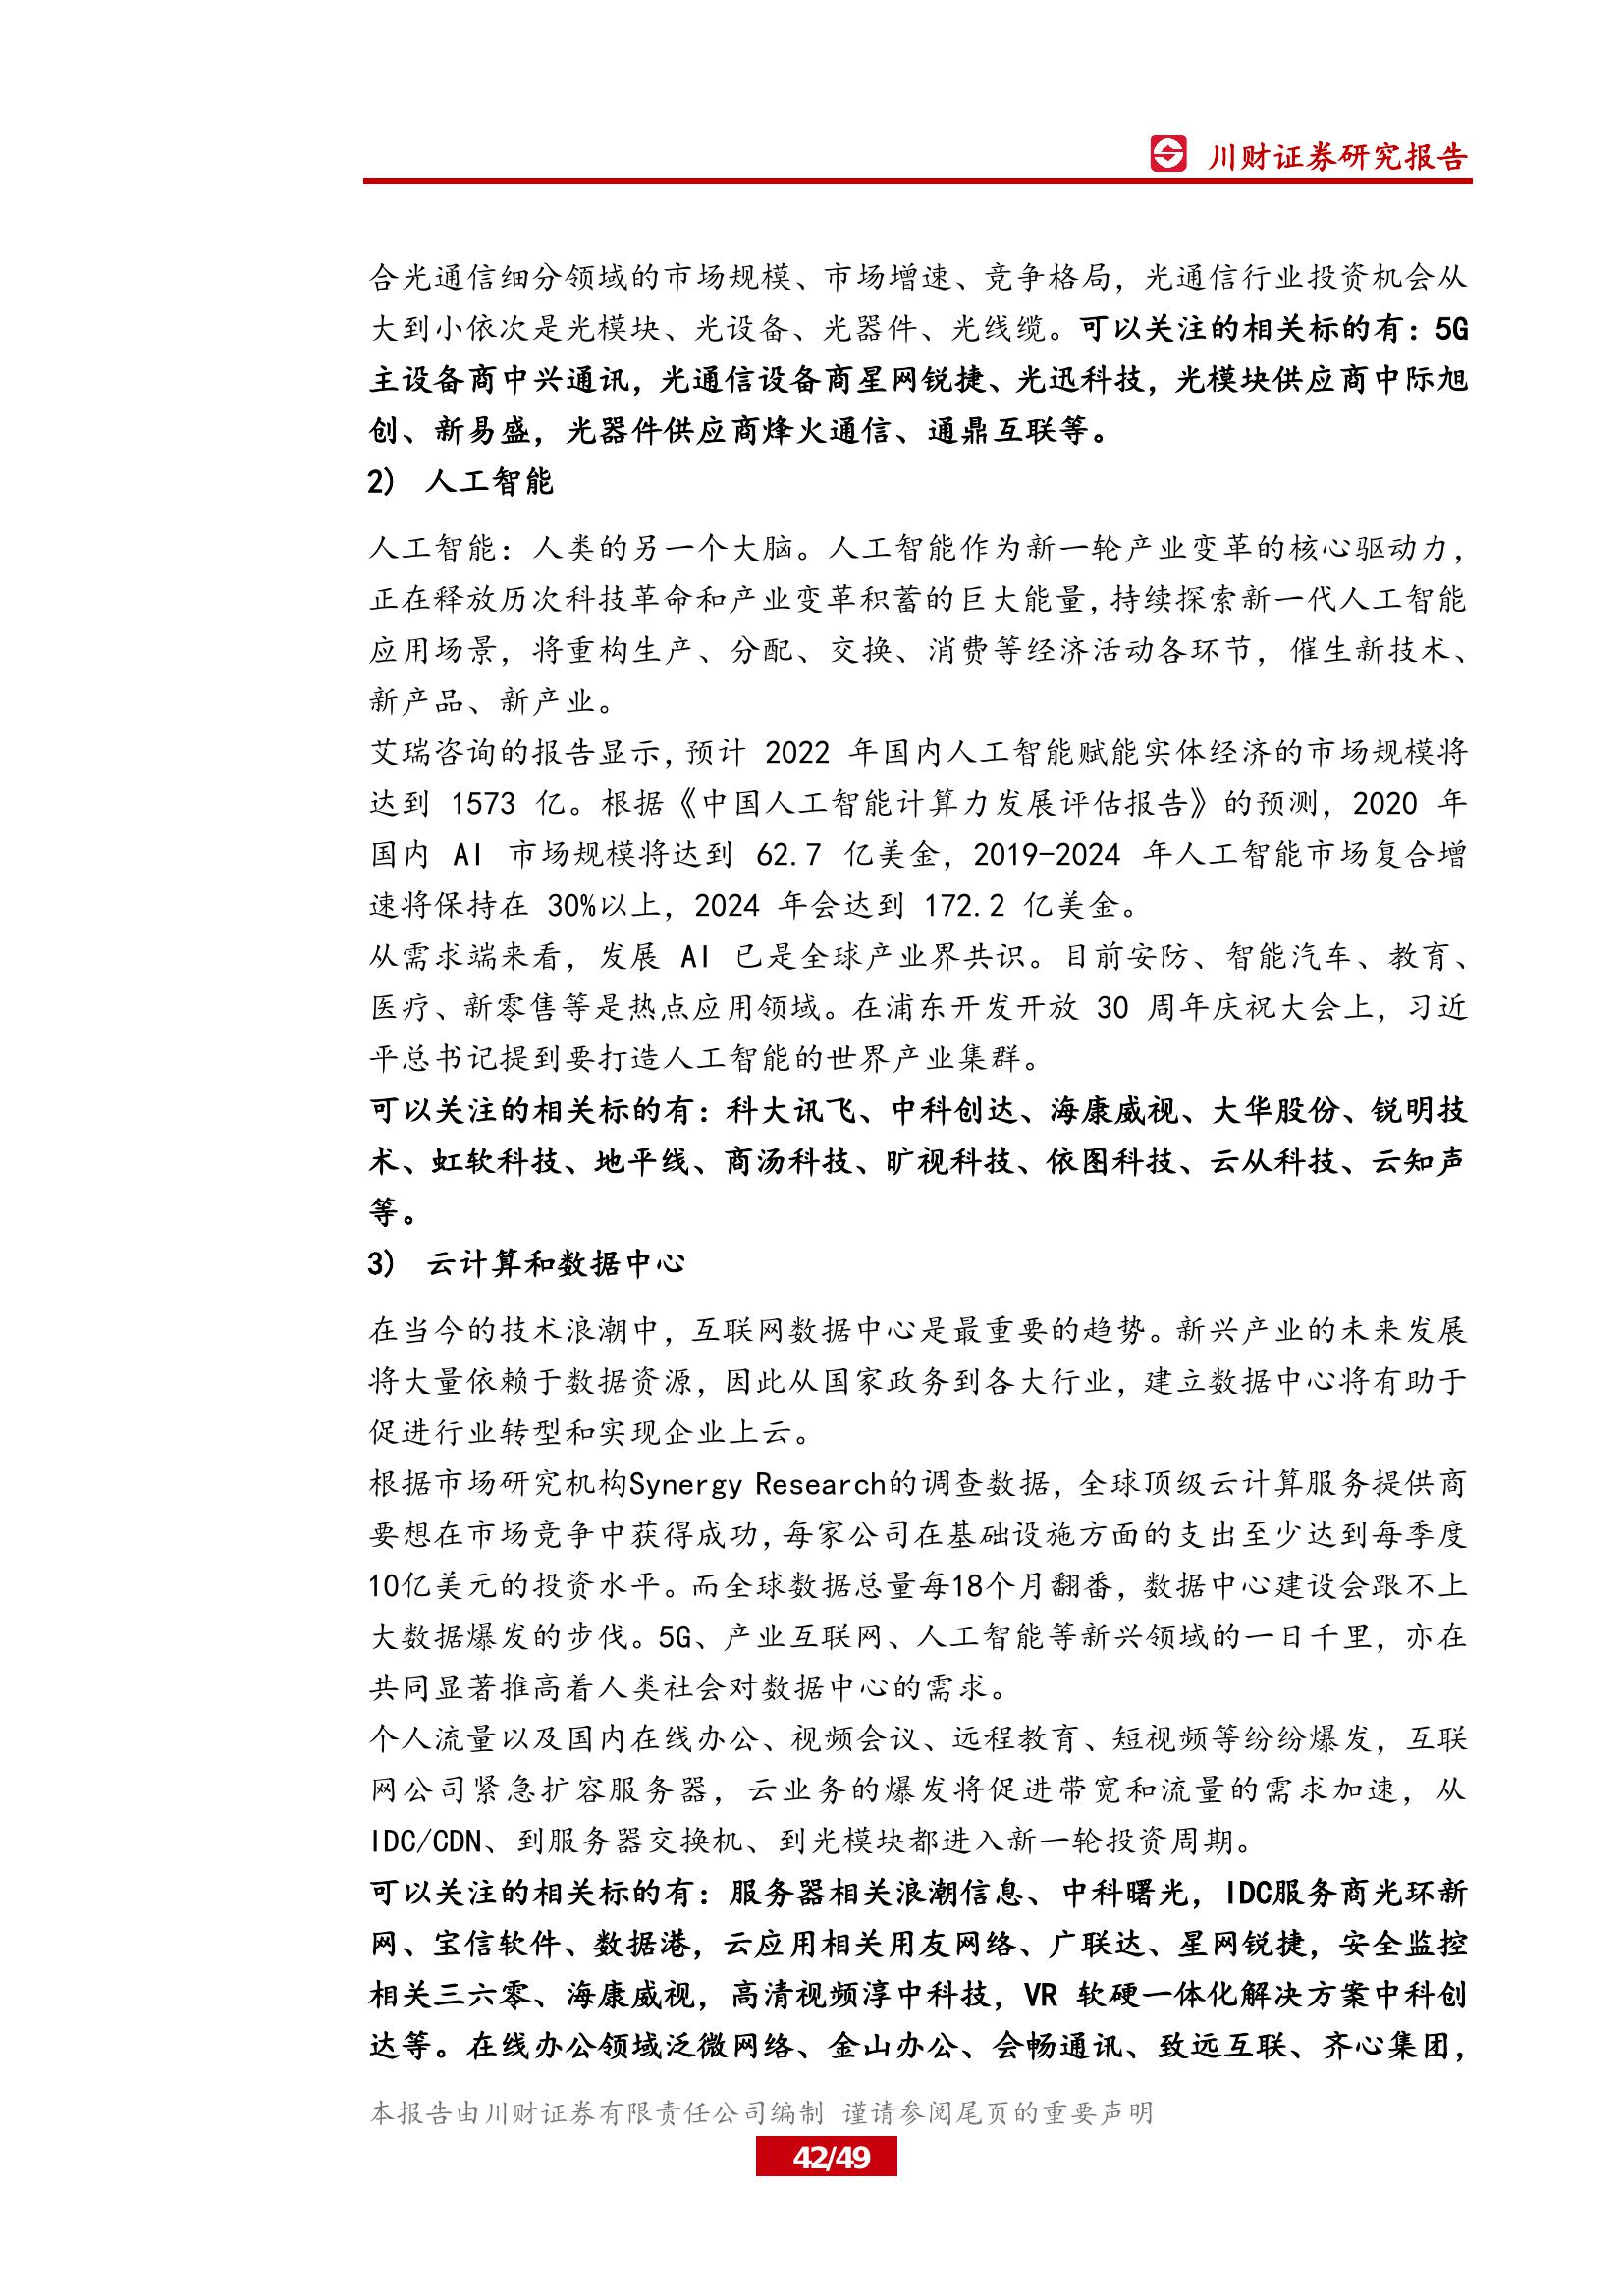 川财证券研究报告
合光通信细分领域的市场规模、市场增速、竞争格局，光通信行业投资机会从
大到小依次是光模块、光设备、光器件、光线缆。可以关注的相关标的有：5G
主设备商中兴通讯，光通信设备商星网锐捷、光迅科技，光模块供应商中际旭
创、新易盛，光器件供应商烽火通信、通鼎互联等。
2） 人工智能
人工智能：人类的另一个大脑。人工智能作为新一轮产业变革的核心驱动力，
正在释放历次科技革命和产业变革积蓄的巨大能量，持续探索新一代人工智能
应用场景，将重构生产、分配、交换、消费等经济活动各环节，催生新技术、
新产品、新产业。
艾瑞咨询的报告显示，预计 2022 年国内人工智能赋能实体经济的市场规模将
达到 1573 亿。根据《中国人工智能计算力发展评估报告》的预测，2020 年
国内 AI 市场规模将达到 62.7 亿美金，2019-2024 年人工智能市场复合增
速将保持在 30%以上，2024 年会达到 172.2 亿美金。
从需求端来看，发展 AI 已是全球产业界共识。目前安防、智能汽车、教育、
医疗、新零售等是热点应用领域。在浦东开发开放 30 周年庆祝大会上，习近
平总书记提到要打造人工智能的世界产业集群。
可以关注的相关标的有：科大讯飞、中科创达、海康威视、大华股份、锐明技
术、虹软科技、地平线、商汤科技、旷视科技、依图科技、云从科技、云知声
等。
3） 云计算和数据中心
在当今的技术浪潮中，互联网数据中心是最重要的趋势。新兴产业的未来发展
将大量依赖于数据资源，因此从国家政务到各大行业，建立数据中心将有助于
促进行业转型和实现企业上云。
根据市场研究机构Synergy Research的调查数据，全球顶级云计算服务提供商
要想在市场竞争中获得成功，每家公司在基础设施方面的支出至少达到每季度
10亿美元的投资水平。而全球数据总量每18个月翻番，数据中心建设会跟不上
大数据爆发的步伐。5G、产业互联网、人工智能等新兴领域的一日千里，亦在
共同显著推高着人类社会对数据中心的需求。
个人流量以及国内在线办公、视频会议、远程教育、短视频等纷纷爆发，互联
网公司紧急扩容服务器，云业务的爆发将促进带宽和流量的需求加速，从
IDC/CDN、到服务器交换机、到光模块都进入新一轮投资周期。
可以关注的相关标的有：服务器相关浪潮信息、中科曙光，IDC服务商光环新
网、宝信软件、数据港，云应用相关用友网络、广联达、星网锐捷，安全监控
相关三六零、海康威视，高清视频淳中科技，VR 软硬一体化解决方案中科创
达等。在线办公领域泛微网络、金山办公、会畅通讯、致远互联、齐心集团，
本报告由川财证券有限责任公司编制 谨请参阅尾页的重要声明
42/49